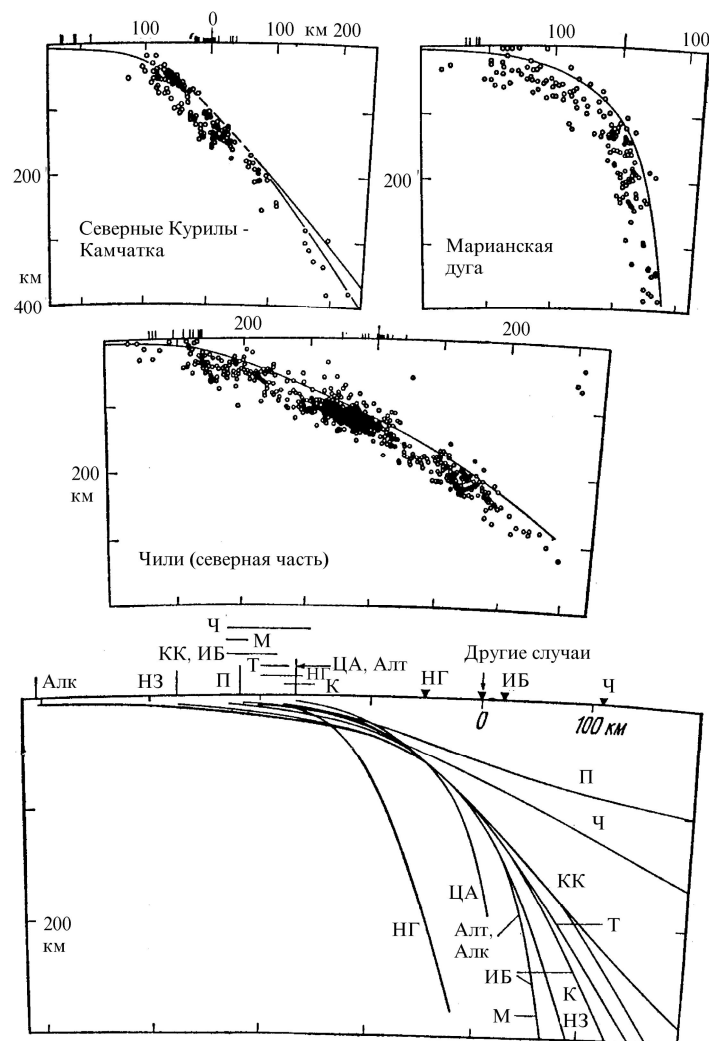 100 0 км 100 200
200
Северные Курилы -
Камчатка
км
400
100 100
200
Марианская
дуга
200 200
200
км
Чили (северная часть)
Ч
М
КК, ИБ
Т ЦА, Алт
НГ
К
Алк НЗ П НГ Другие случаи ИБ Ч
0 100 км
П
Ч
КК
ЦА
Т
200
км
НГ
Алт,
Алк
ИБ
К
М
НЗ